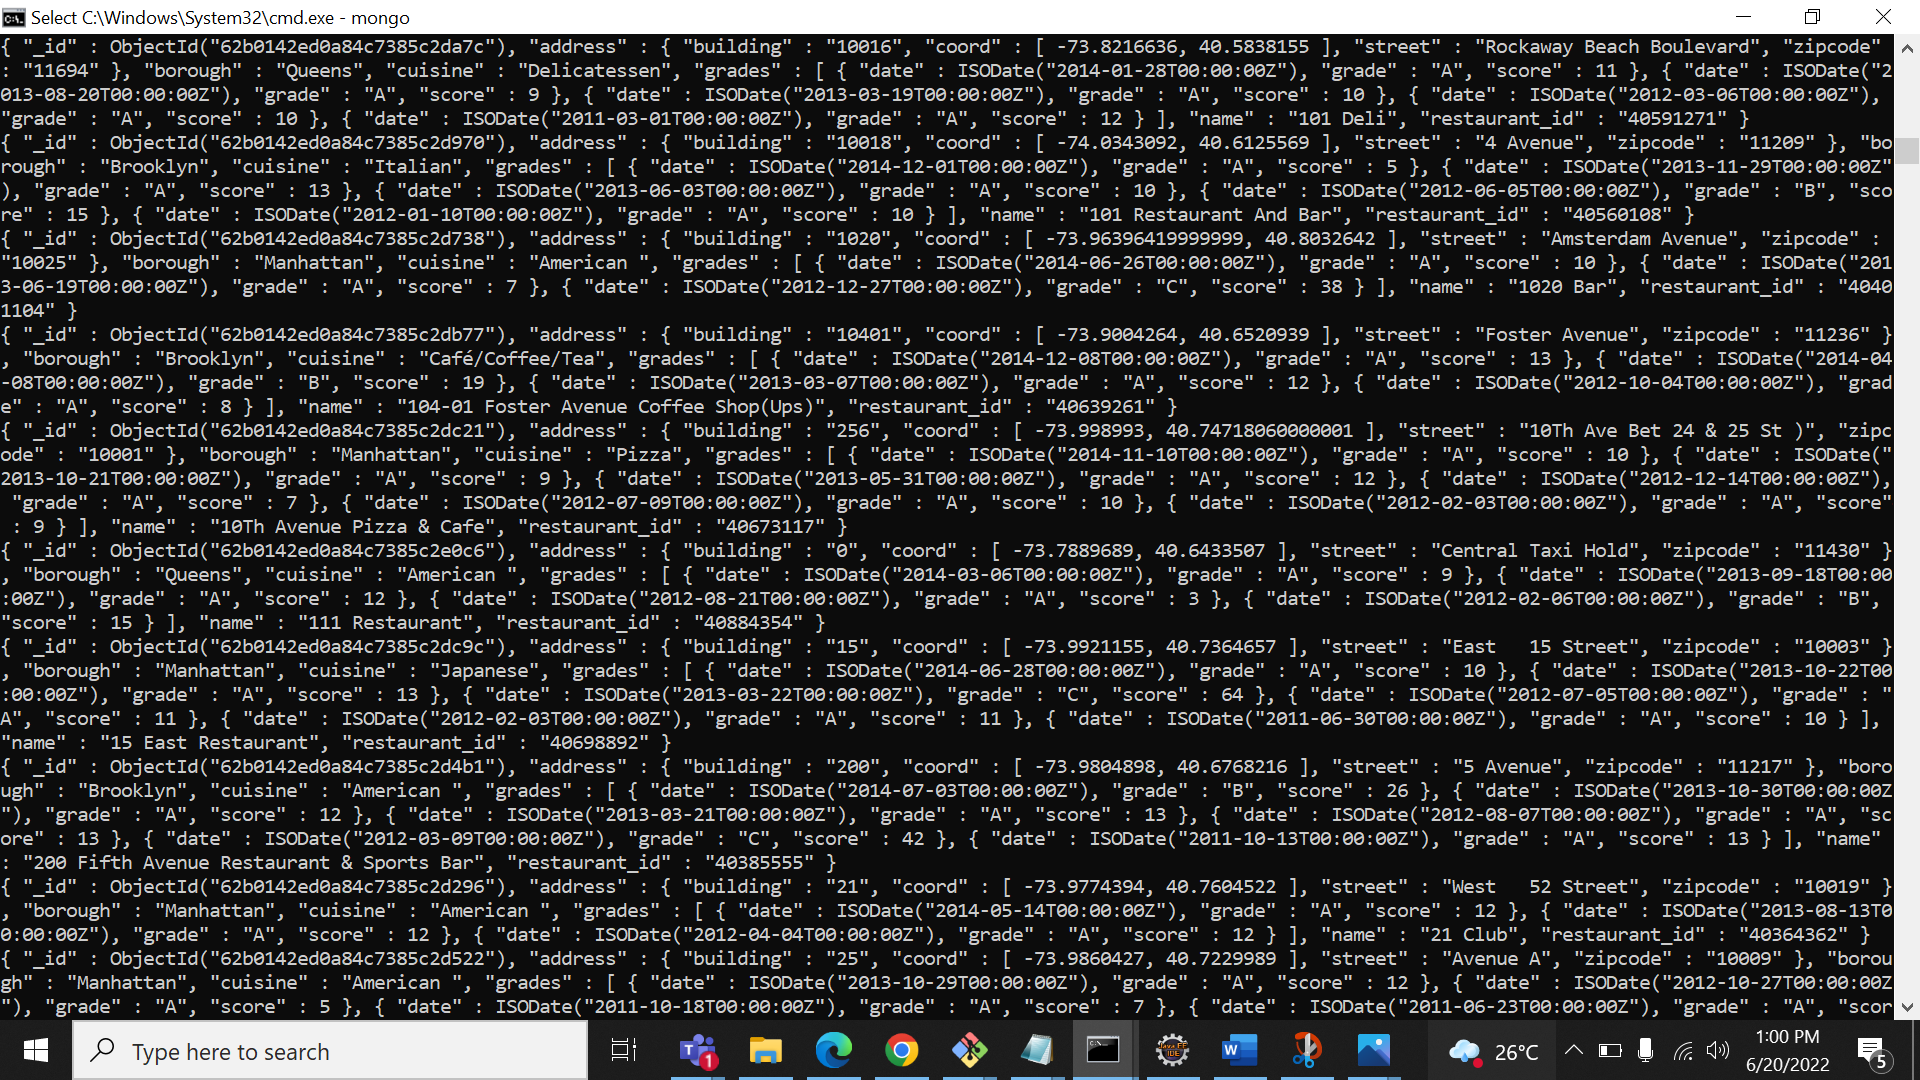 Select C:\Windows\System32\cmd.exe - mongo
{ "_id" : ObjectId("62b0142ed0a84c7385c2da7c"), "address" : { "building" : "10016", "coord" : [ -73.8216636, 40.5838155 ], "street" : "Rockaway Beach Boulevard", "zipcode"
: "11694" }, "borough" : "Queens", "cuisine" : "Delicatessen", "grades" : [ { "date" : ISODate("2014-01-28T00:00:00Z"), "grade" : "A", "score" : 11 }, { "date" : ISODate("2
013-08-20T00:00:00Z"), "grade" : "A", "score" : 9 }, { "date" : ISODate("2013-03-19T00:00:00Z"), "grade" : "A", "score" : 10 }, { "date" : ISODate("2012-03-06T00:00:00Z"),
"grade" : "A", "score" : 10 }, { "date" : ISODate("2011-03-01T00:00:00Z"), "grade" : "A", "score" : 12 } ], "name" : "101 Deli", "restaurant_id" : "40591271" }
{ "_id" : ObjectId("62b0142ed0a84c7385c2d970"), "address" : { "building" : "10018", "coord" : [ -74.0343092, 40.6125569 ], "street" : "4 Avenue", "zipcode" : "11209" }, "bo
rough" : "Brooklyn", "cuisine" : "Italian", "grades" : [ { "date" : ISODate("2014-12-01T00:00:00Z"), "grade" : "A", "score" : 5 }, { "date" : ISODate("2013-11-29T00:00:00Z"
), "grade" : "A", "score" : 13 }, { "date" : ISODate("2013-06-03T00:00:00Z"), "grade" : "A", "score" : 10 }, { "date" : ISODate("2012-06-05T00:00:00Z"), "grade" : "B", "sco
re" : 15 }, { "date" : ISODate("2012-01-10T00:00:00Z"), "grade" : "A", "score" : 10 } ], "name" : "101 Restaurant And Bar", "restaurant_id" : "40560108" }
{ "_id" : ObjectId("62b0142ed0a84c7385c2d738"), "address" : { "building" : "1020", "coord" : [ -73.96396419999999, 40.8032642 ], "street" : "Amsterdam Avenue", "zipcode" :
"10025" }, "borough" : "Manhattan", "cuisine" : "American ", "grades" : [ { "date" : ISODate("2014-06-26T00:00:00Z"), "grade" : "A", "score" : 10 }, { "date" : ISODate("201
3-06-19T00:00:00Z"), "grade" : "A", "score" : 7 }, { "date" : ISODate("2012-12-27T00:00:00Z"), "grade" : "C", "score" : 38 } ], "name" : "1020 Bar", "restaurant_id" : "4040
1104" }
{ "_id" : ObjectId("62b0142ed0a84c7385c2db77"), "address" : { "building" : "10401", "coord" : [ -73.9004264, 40.6520939 ], "street" : "Foster Avenue", "zipcode" : "11236" }
, "borough" : "Brooklyn", "cuisine" : "Café/Coffee/Tea", "grades" : [ { "date" : ISODate("2014-12-08T00:00:00Z"), "grade" : "A", "score" : 13 }, { "date" : ISODate("2014-04
-08T00:00:00Z"), "grade" : "B", "score" : 19 }, { "date" : ISODate("2013-03-07T00:00:00Z"), "grade" : "A", "score" : 12 }, { "date" : ISODate("2012-10-04T00:00:00Z"), "grad
e" : "A", "score" : 8 } ], "name" : "104-01 Foster Avenue Coffee Shop(Ups)", "restaurant_id" : "40639261" }
{ "_id" : ObjectId("62b0142ed0a84c7385c2dc21"), "address" : { "building" : "256", "coord" : [ -73.998993, 40.74718060000001 ], "street" : "10Th Ave Bet 24 & 25 St )", "zipc
ode" : "10001" }, "borough" : "Manhattan", "cuisine" : "Pizza", "grades" : [ { "date" : ISODate("2014-11-10T00:00:00Z"), "grade" : "A", "score" : 10 }, { "date" : ISODate("
2013-10-21T00:00:00Z"), "grade" : "A", "score" : 9 }, { "date" : ISODate("2013-05-31T00:00:00Z"), "grade" : "A", "score" : 12 }, { "date" : ISODate("2012-12-14T00:00:00Z"),
"grade" : "A", "score" : 7 }, { "date" : ISODate("2012-07-09T00:00:00Z"), "grade" : "A", "score" : 10 }, { "date" : ISODate("2012-02-03T00:00:00Z"), "grade" : "A", "score"
: 9 } ], "name" : "10Th Avenue Pizza & Cafe", "restaurant_id" : "40673117" }
{ "_id" : ObjectId("62b0142ed0a84c7385c2e0c6"), "address" : { "building" : "0", "coord" : [ -73.7889689, 40.6433507 ], "street" : "Central Taxi Hold", "zipcode" : "11430" }
, "borough" : "Queens", "cuisine" : "American ", "grades" : [ { "date" : ISODate("2014-03-06T00:00:00Z"), "grade" : "A", "score" : 9 }, { "date" : ISODate("2013-09-18T00:00
:00Z"), "grade" : "A", "score" : 12 }, { "date" : ISODate("2012-08-21T00:00:00Z"), "grade" : "A", "score" : 3 }, { "date" : ISODate("2012-02-06T00:00:00Z"), "grade" : "B",
"score" : 15 } ], "name" : "111 Restaurant", "restaurant_id" : "40884354" }
{ "_id" : ObjectId("62b0142ed0a84c7385c2dc9c"), "address" : { "building" : "15", "coord" : [ -73.9921155, 40.7364657 ], "street" : "East   15 Street", "zipcode" : "10003" }
, "borough" : "Manhattan", "cuisine" : "Japanese", "grades" : [ { "date" : ISODate("2014-06-28T00:00:00Z"), "grade" : "A", "score" : 10 }, { "date" : ISODate("2013-10-22T00
:00:00Z"), "grade" : "A", "score" : 13 }, { "date" : ISODate("2013-03-22T00:00:00Z"), "grade" : "C", "score" : 64 }, { "date" : ISODate("2012-07-05T00:00:00Z"), "grade" : "
A", "score" : 11 }, { "date" : ISODate("2012-02-03T00:00:00Z"), "grade" : "A", "score" : 11 }, { "date" : ISODate("2011-06-30T00:00:00Z"), "grade" : "A", "score" : 10 } ],
"name" : "15 East Restaurant", "restaurant_id" : "40698892" }
{ "_id" : ObjectId("62b0142ed0a84c7385c2d4b1"), "address" : { "building" : "200", "coord" : [ -73.9804898, 40.6768216 ], "street" : "5 Avenue", "zipcode" : "11217" }, "boro
ugh" : "Brooklyn", "cuisine" : "American ", "grades" : [ { "date" : ISODate("2014-07-03T00:00:00Z"), "grade" : "B", "score" : 26 }, { "date" : ISODate("2013-10-30T00:00:00Z
"), "grade" : "A", "score" : 12 }, { "date" : ISODate("2013-03-21T00:00:00Z"), "grade" : "A", "score" : 13 }, { "date" : ISODate("2012-08-07T00:00:00Z"), "grade" : "A", "sc
ore" : 13 }, { "date" : ISODate("2012-03-09T00:00:00Z"), "grade" : "C", "score" : 42 }, { "date" : ISODate("2011-10-13T00:00:00Z"), "grade" : "A", "score" : 13 } ], "name"
: "200 Fifth Avenue Restaurant & Sports Bar", "restaurant_id" : "40385555" }
{ "_id" : ObjectId("62b0142ed0a84c7385c2d296"), "address" : { "building" : "21", "coord" : [ -73.9774394, 40.7604522 ], "street" : "West   52 Street", "zipcode" : "10019" }
, "borough" : "Manhattan", "cuisine" : "American ", "grades" : [ { "date" : ISODate("2014-05-14T00:00:00Z"), "grade" : "A", "score" : 12 }, { "date" : ISODate("2013-08-13T0
0:00:00Z"), "grade" : "A", "score" : 12 }, { "date" : ISODate("2012-04-04T00:00:00Z"), "grade" : "A", "score" : 12 } ], "name" : "21 Club", "restaurant_id" : "40364362" }
{ "_id" : ObjectId("62b0142ed0a84c7385c2d522"), "address" : { "building" : "25", "coord" : [ -73.9860427, 40.7229989 ], "street" : "Avenue A", "zipcode" : "10009" }, "borou
gh" : "Manhattan", "cuisine" : "American ", "grades" : [ { "date" : ISODate("2013-10-29T00:00:00Z"), "grade" : "A", "score" : 12 }, { "date" : ISODate("2012-10-27T00:00:00Z
"), "grade" : "A", "score" : 5 }, { "date" : ISODate("2011-10-18T00:00:00Z"), "grade" : "A", "score" : 7 }, { "date" : ISODate("2011-06-23T00:00:00Z"), "grade" : "A", "scor
Type here to search
1
Java EE
IDE
26°C
1:00 PM
6/20/2022
5